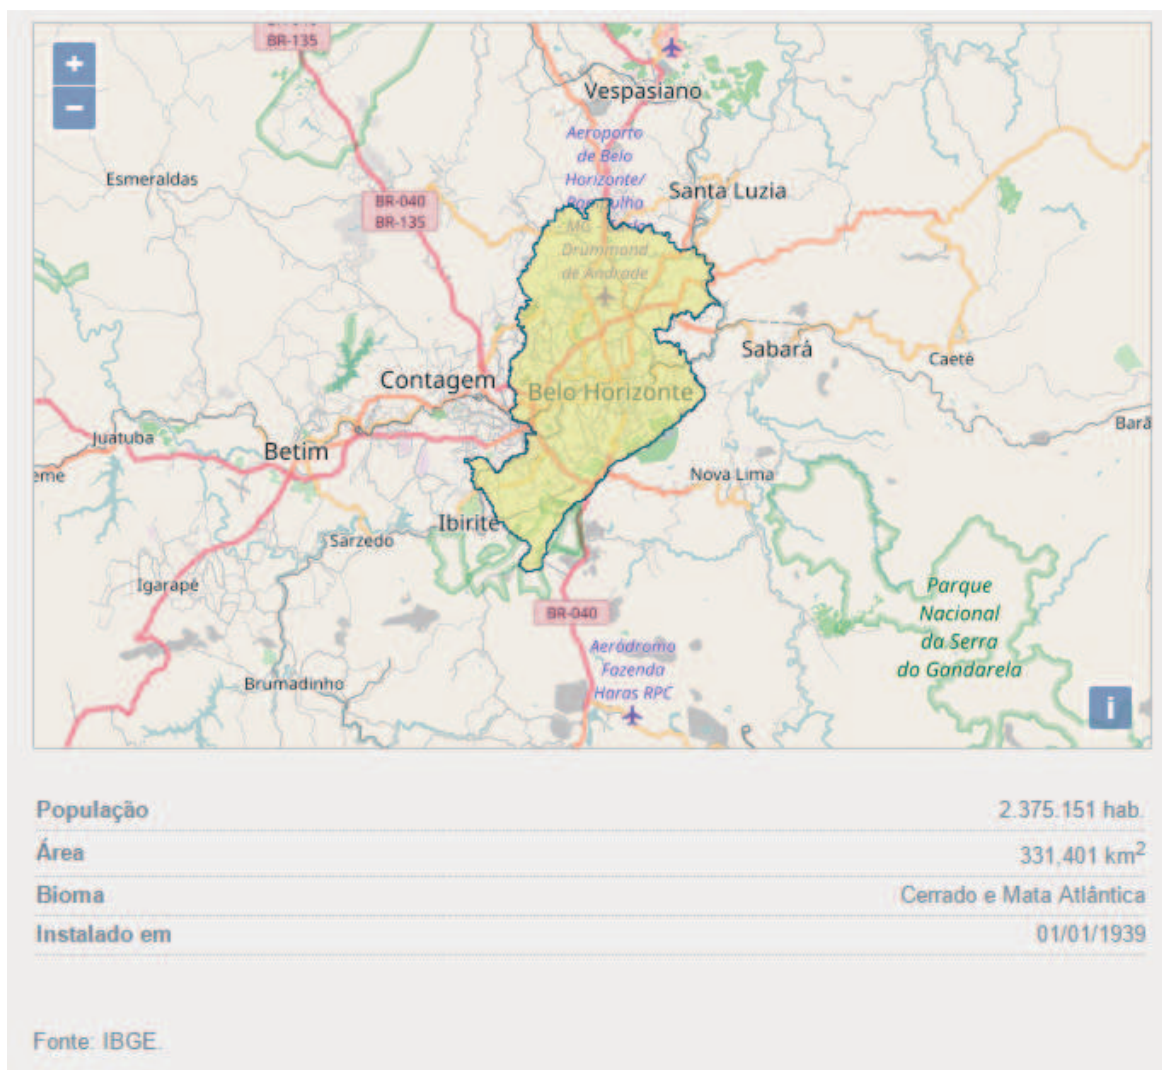 BR-135
+
−
Vespasiano
Aeroporto
de Belo
Horizonte/
Esmeraldas
Santa Luzia
BR-040
BR-135
MG -
Drummond
de Andrade
Sabará
Caeté
Contagem
Belo Horizonte
Juatuba
Bará
Betim
eme
Nova Lima
Ibirité
Sarzedo
Igarapé
Parque
Nacional
da Serra
do Gandarela
BR-040
Aeródromo
Fazenda
Haras RPC
Brumadinho
i
População 2.375.151 hab.
Área 331,401 km²
Bioma Cerrado e Mata Atlântica
Instalado em 01/01/1939
Fonte: IBGE.